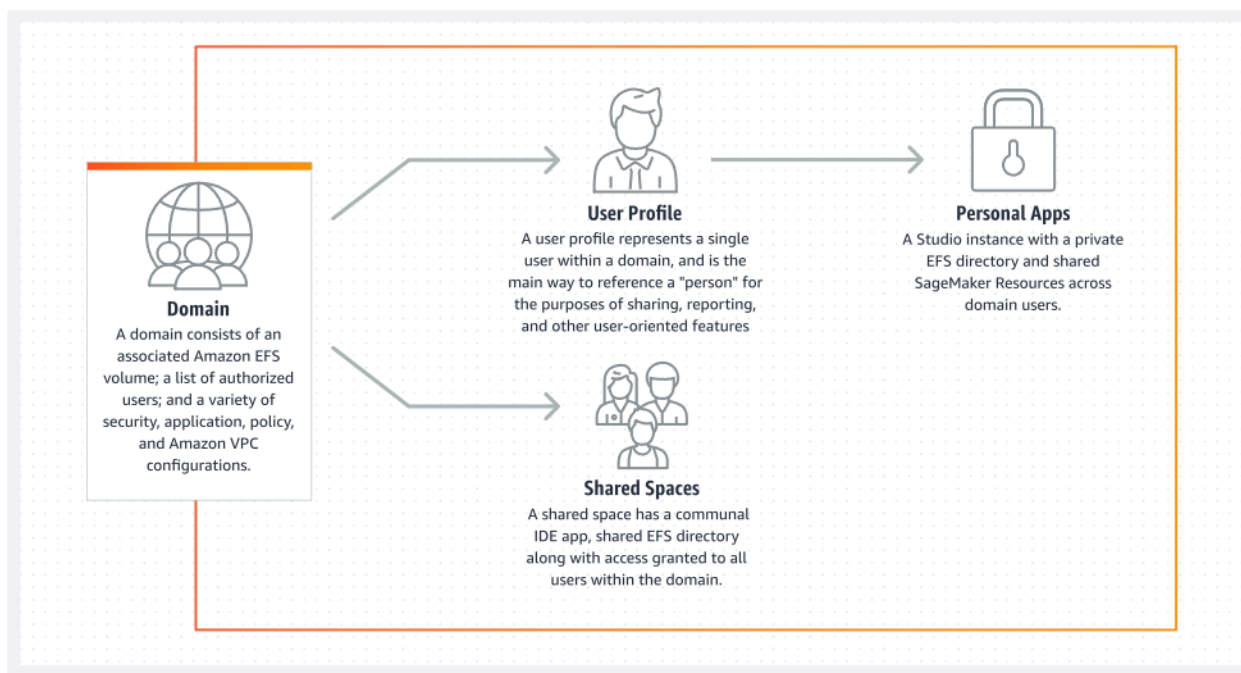 Domain
A domain consists of an
associated Amazon EFS
volume; a list of authorized
users; and a variety of
security, application, policy,
and Amazon VPC
configurations.
User Profile
A user profile represents a single
user within a domain, and is the
main way to reference a "person" for
the purposes of sharing, reporting,
and other user-oriented features
Personal Apps
A Studio instance with a private
EFS directory and shared
SageMaker Resources across
domain users.
Shared Spaces
A shared space has a communal
IDE app, shared EFS directory
along with access granted to all
users within the domain.